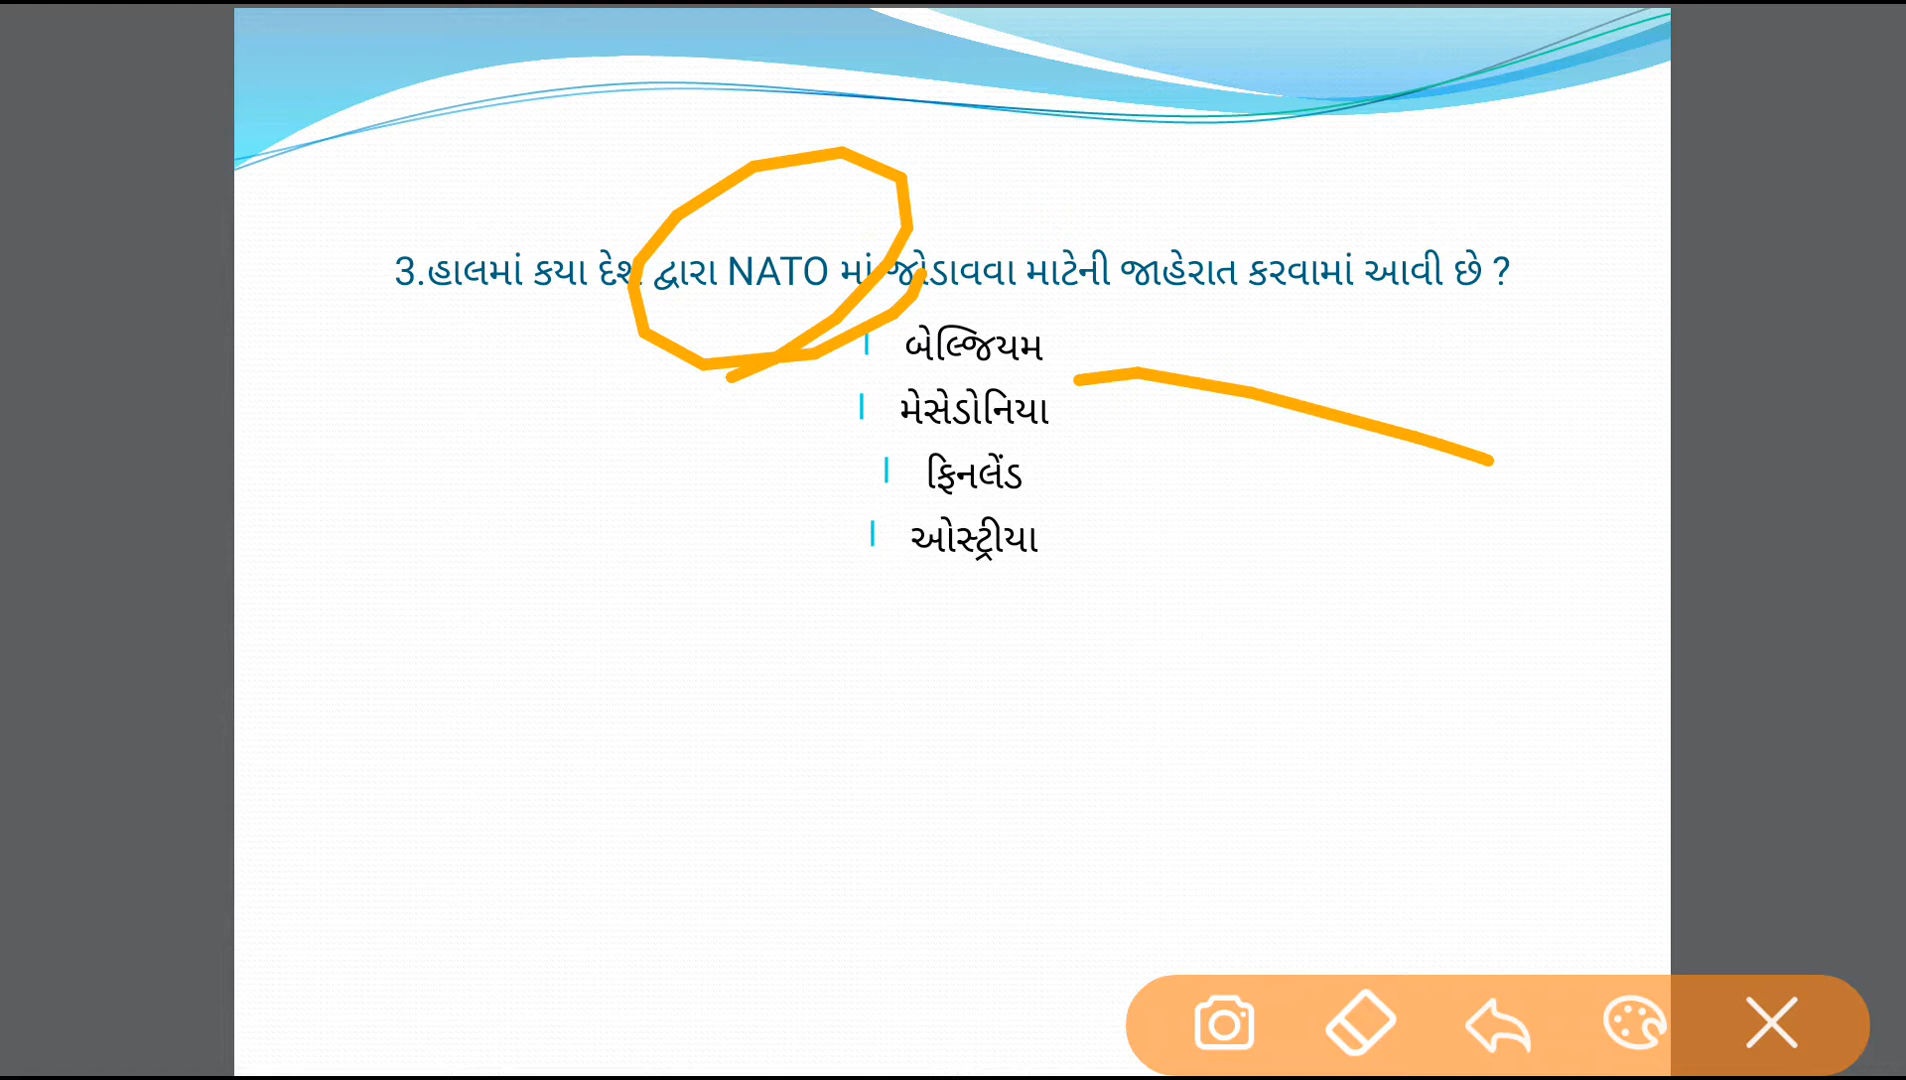 3.હાલમાં કયા દેશ દ્વારા NATO માં જોડાવવા માટેની જાહેરાત કરવામાં આવી છે ?
બેલ્જિયમ
મેસેડોનિયા
ફિનલેંડ
ઓસ્ટ્રીયા